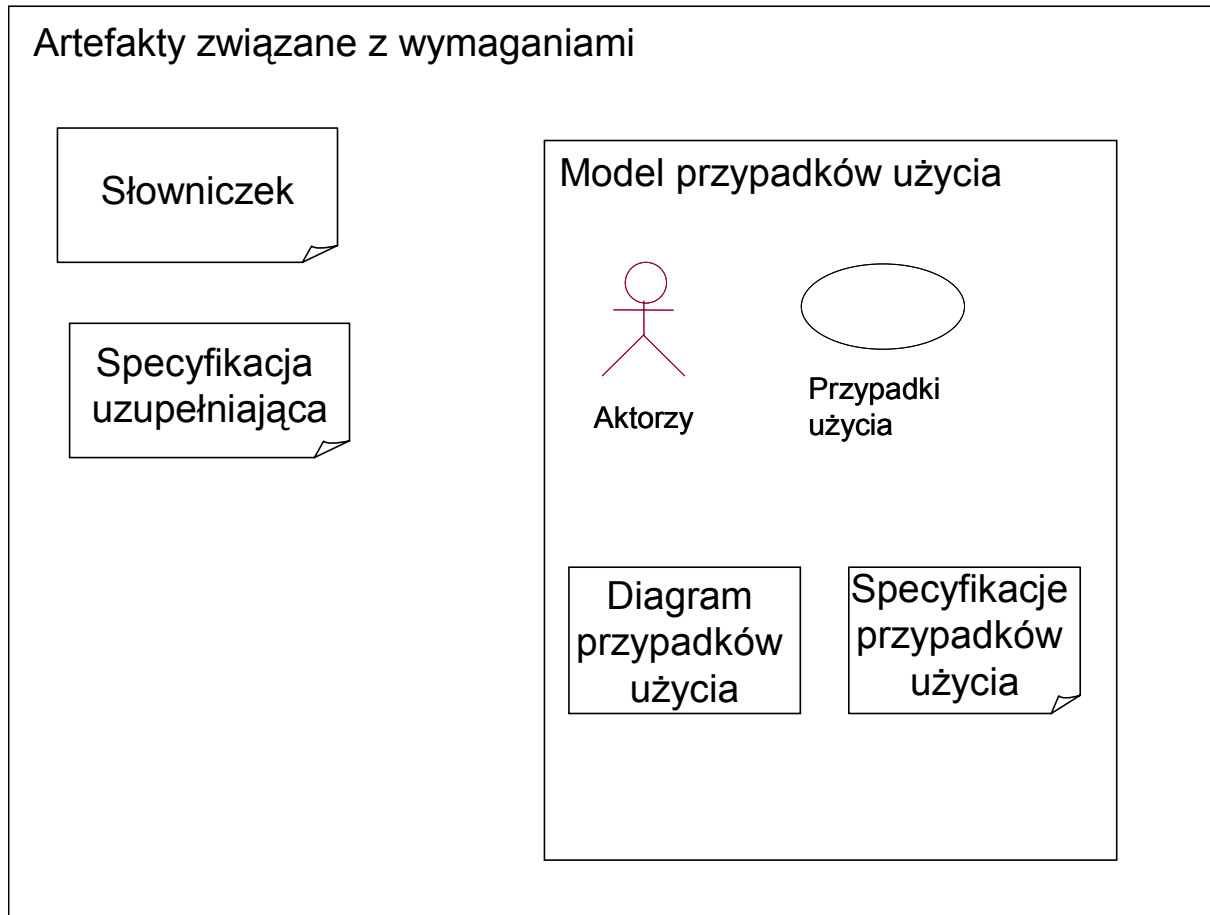 Artefakty związane z wymaganiami
Słowniczek
Specyfikacja
uzupełniająca
Model przypadków użycia
Aktorzy
Przypadki
użycia
Diagram
przypadków
użycia
Specyfikacje
przypadków
użycia